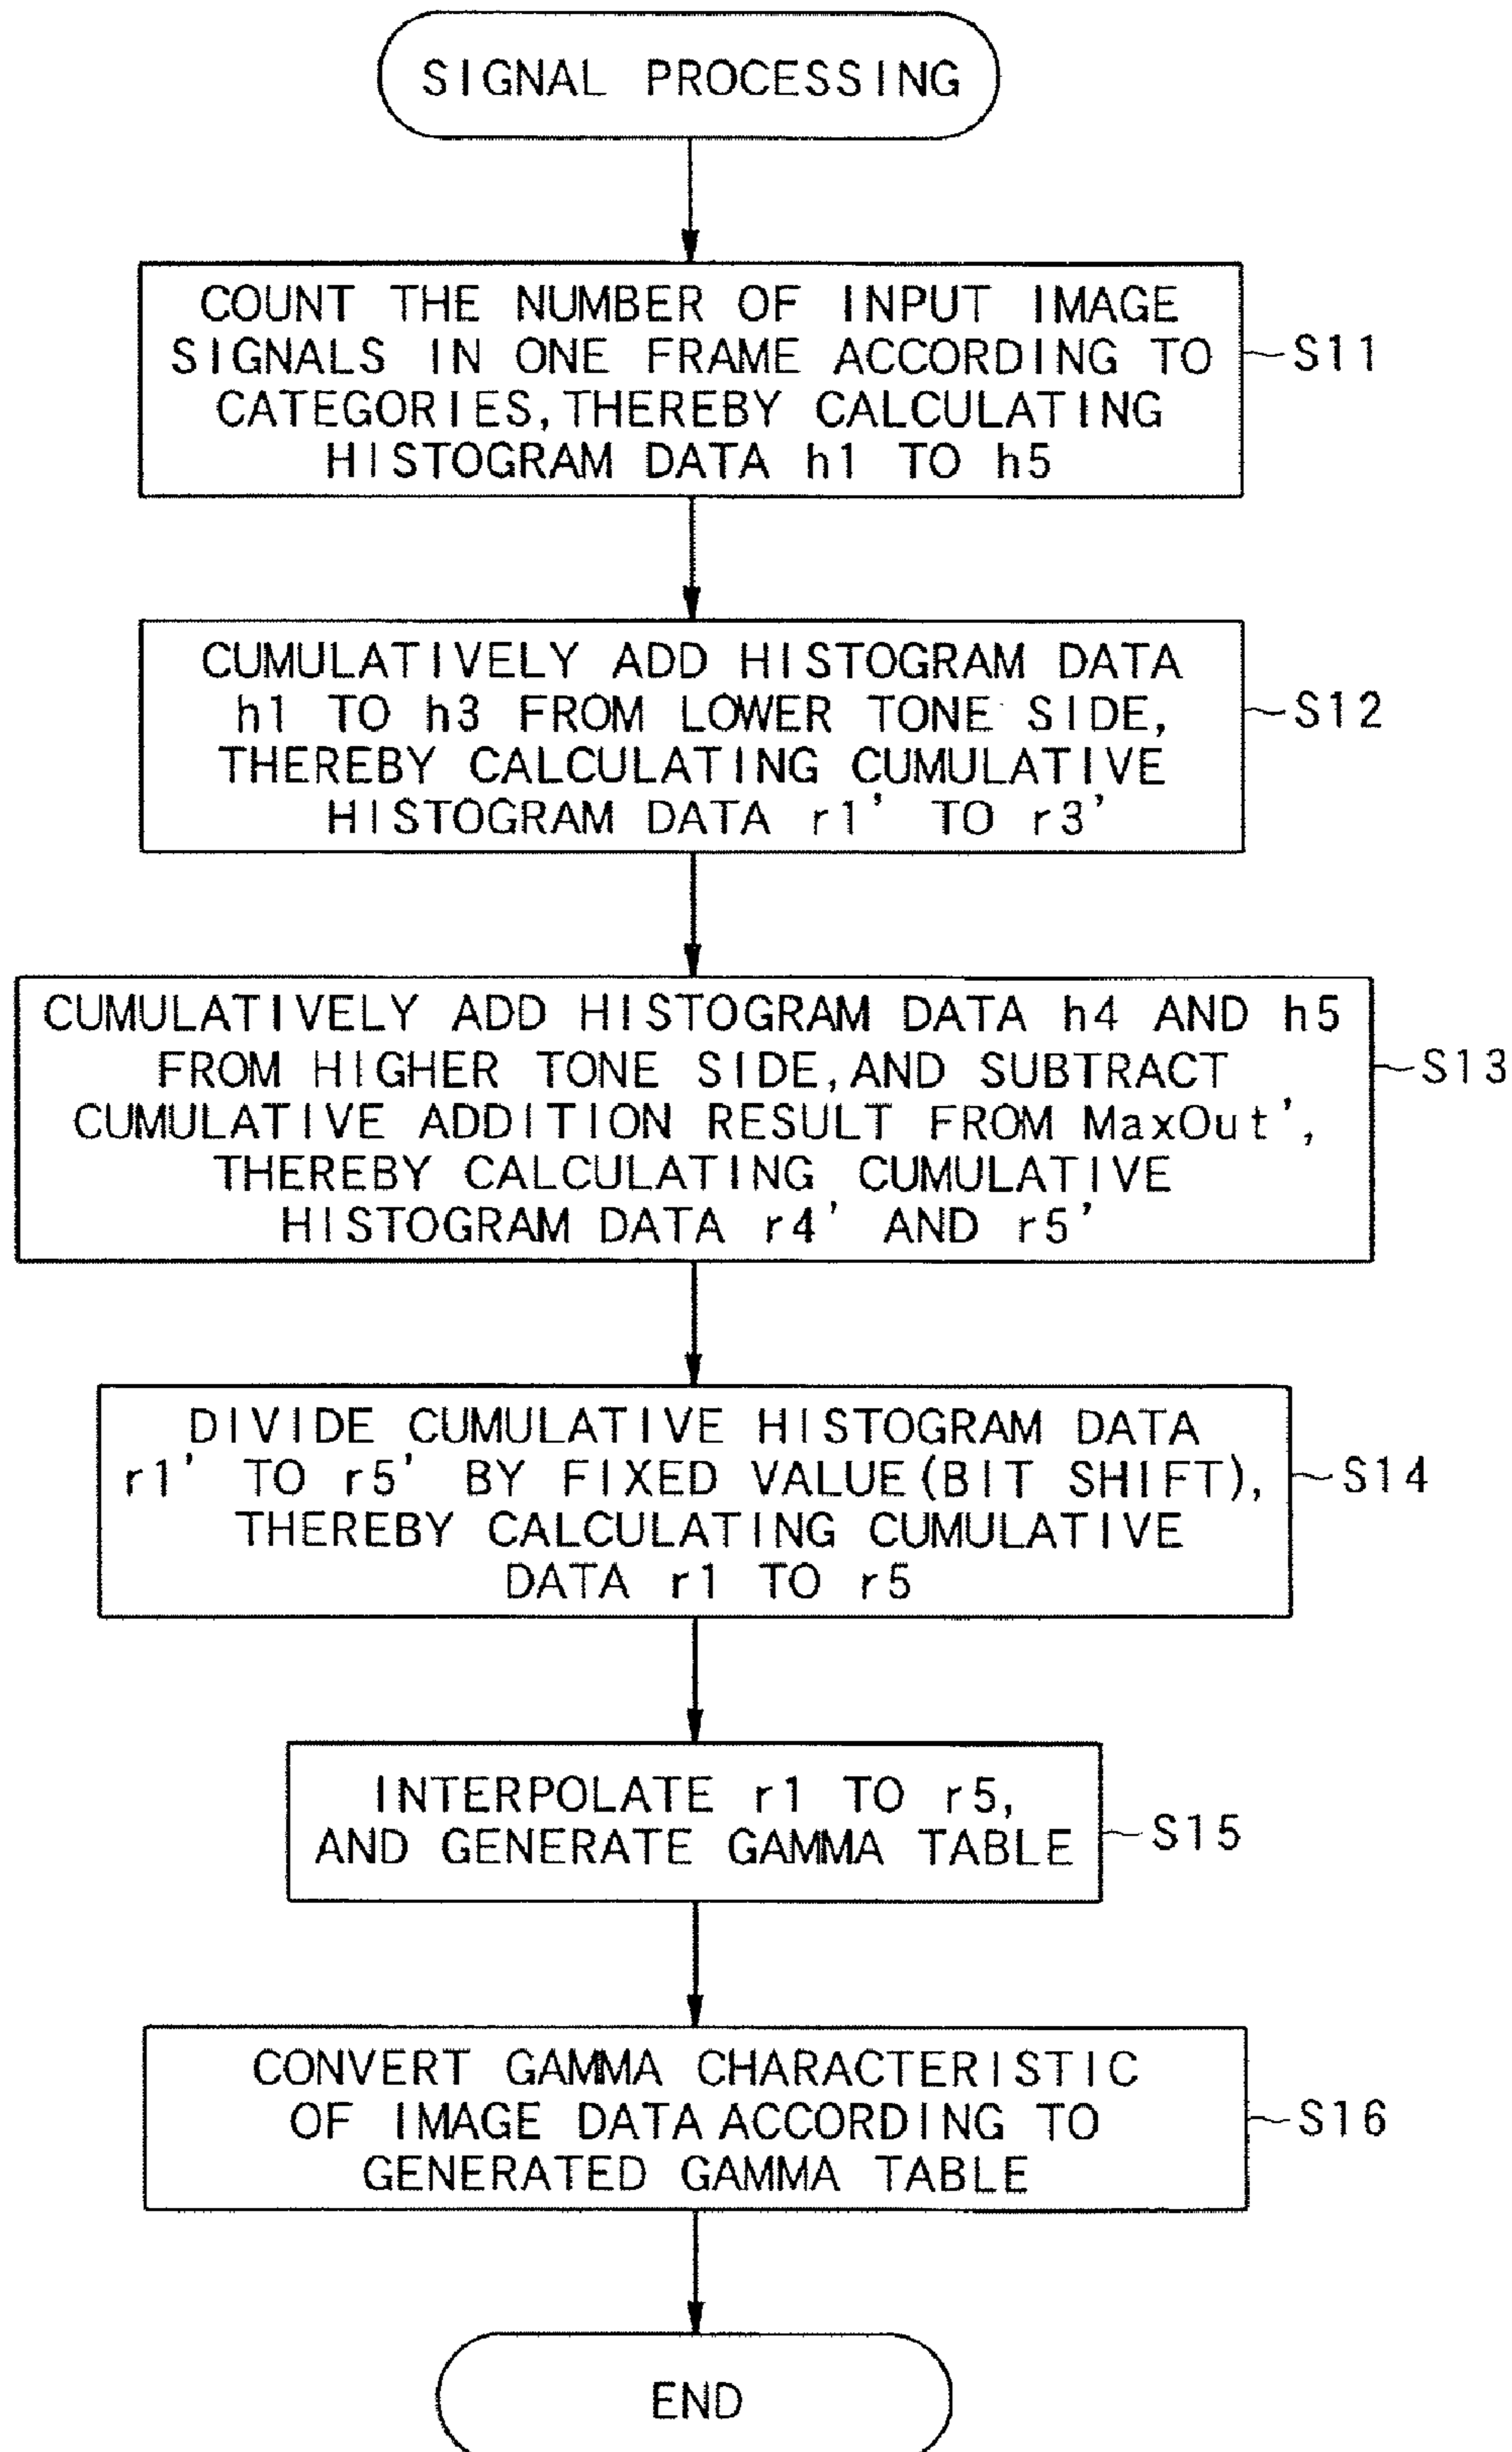 SIGNAL PROCESSING
COUNT THE NUMBER OF INPUT IMAGE
SIGNALS IN ONE FRAME ACCORDING TO
CATEGORIES, THEREBY CALCULATING
HISTOGRAM DATA h1 TO h5
S11
CUMULATIVELY ADD HISTOGRAM DATA
h1 TO h3 FROM LOWER TONE SIDE,
THEREBY CALCULATING CUMULATIVE
HISTOGRAM DATA r1' TO r3'
S12
CUMULATIVELY ADD HISTOGRAM DATA h4 AND h5
FROM HIGHER TONE SIDE, AND SUBTRACT
CUMULATIVE ADDITION RESULT FROM MaxOut',
THEREBY CALCULATING CUMULATIVE
HISTOGRAM DATA r4' AND r5'
S13
DIVIDE CUMULATIVE HISTOGRAM DATA
r1' TO r5' BY FIXED VALUE (BIT SHIFT),
THEREBY CALCULATING CUMULATIVE
DATA r1 TO r5
S14
INTERPOLATE r1 TO r5,
AND GENERATE GAMMA TABLE
S15
CONVERT GAMMA CHARACTERISTIC
OF IMAGE DATA ACCORDING TO
GENERATED GAMMA TABLE
S16
END